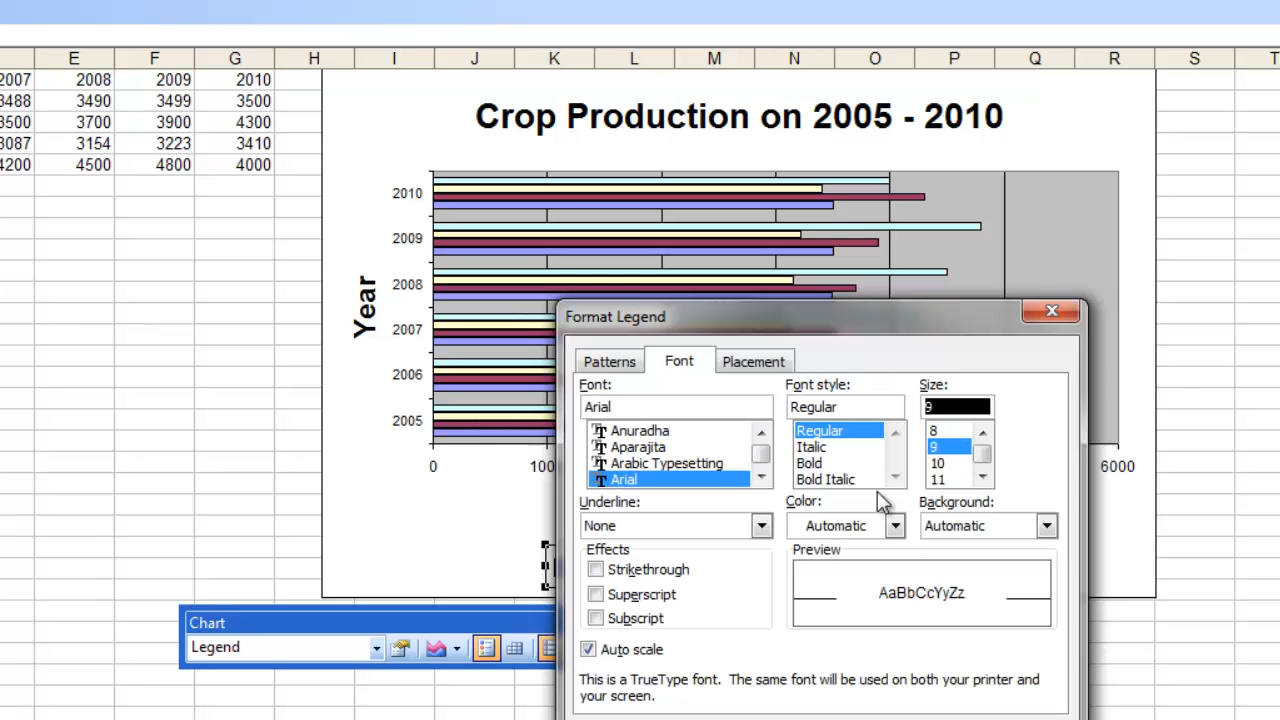 E F G H I J K L M N O P Q R S T
2007 2008 2009 2010
3488 3490 3499 3500
3500 3700 3900 4300
3087 3154 3223 3410
4200 4500 4800 4000
Crop Production on 2005 - 2010
Year
2010
2009
2008
2007
2006
2005
0 100 6000
Format Legend
Patterns Font Placement
Font: Font style: Size:
Arial Regular 9
Anuradha Regular 8
Aparajita Italic 9
Arabic Typesetting Bold 10
Arial Bold Italic 11
Underline: Color: Background:
None Automatic Automatic
Effects Preview
Strikethrough
Superscript AaBbCcYyZz
Subscript
Auto scale
This is a TrueType font. The same font will be used on both your printer and
your screen.
Chart
Legend